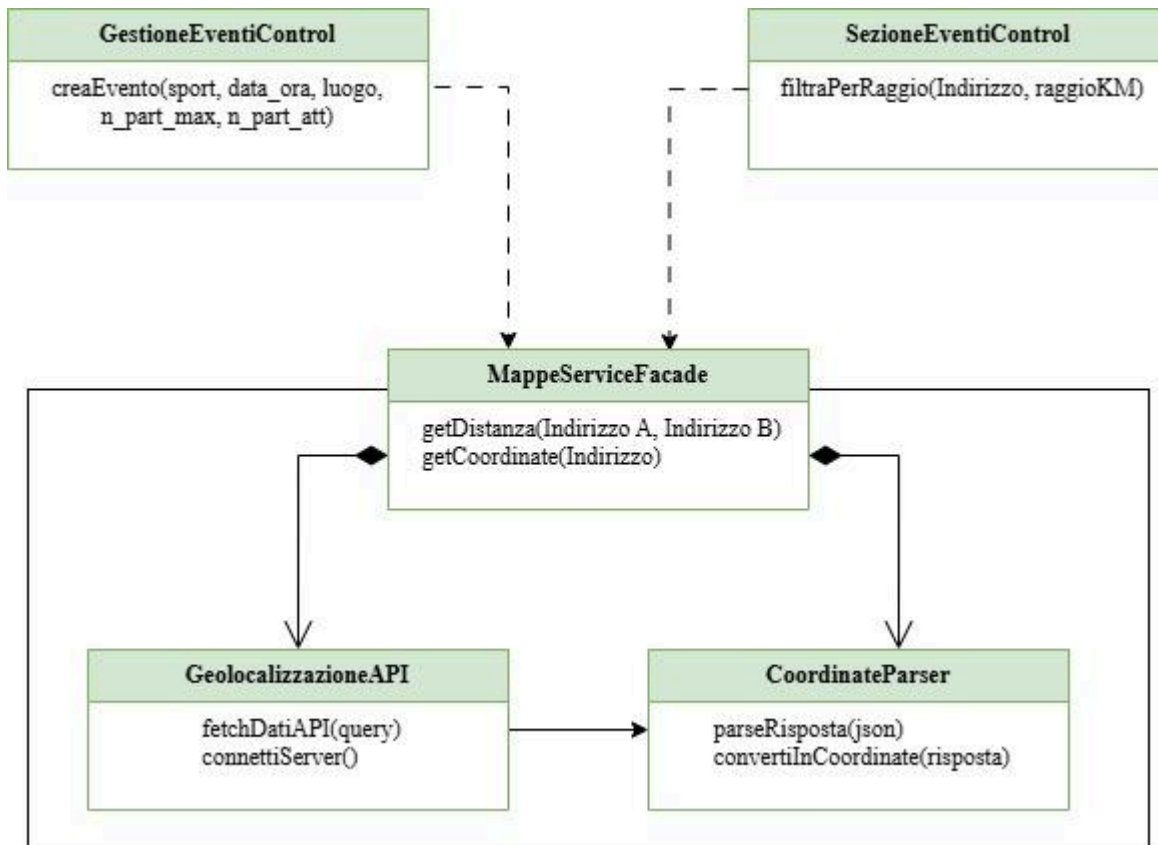 GestioneEventiControl
creaEvento(sport, data_ora, luogo,
n_part_max, n_part_att)
SezioneEventiControl
filtraPerRaggio(Indirizzo, raggioKM)
MappeServiceFacade
getDistanza(Indirizzo A, Indirizzo B)
getCoordinate(Indirizzo)
GeolocalizzazioneAPI
fetchDatiAPI(query)
connettiServer()
CoordinateParser
parseRisposta(json)
convertiInCoordinate(risposta)